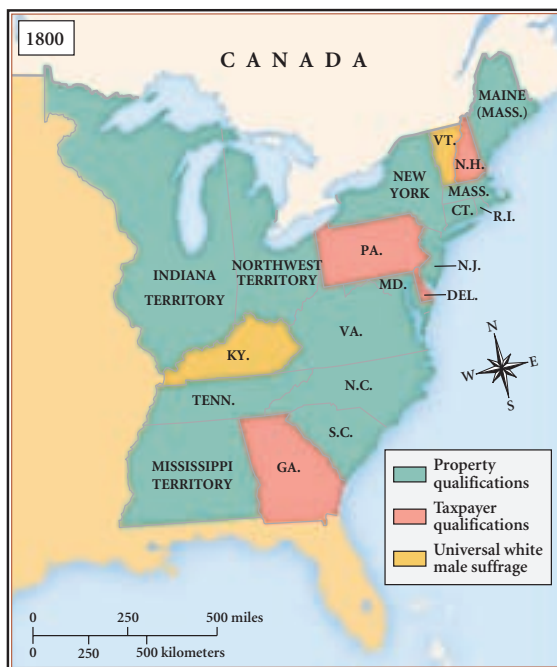 1800
CANADA
MAINE
(MASS.)
VT.
N.H.
NEW
YORK
MASS.
CT.
R.I.
PA.
N.J.
INDIANA
TERRITORY
NORTHWEST
TERRITORY
MD.
DEL.
VA.
KY.
N.C.
TENN.
S.C.
MISSISSIPPI
TERRITORY
GA.
N
W
E
S
Property
qualifications
Taxpayer
qualifications
Universal white
male suffrage
0 250 500 miles
0 250 500 kilometers